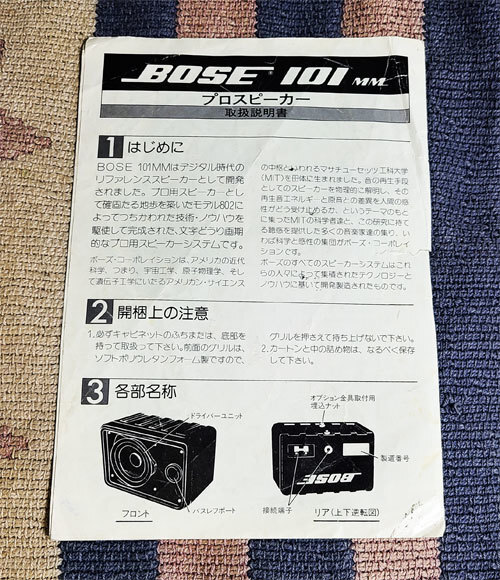 BOSE 101 MM
プロスピーカー
取扱説明書
1 はじめに
BOSE 101MMはデジタル時代の
リファレンススピーカーとして開発
されました。プロ用スピーカーとし
て確固たる地歩を築いたモデル802に
よってつちかわれた技術・ノウハウを
駆使して完成された、文字どうり画期
的なプロ用スピーカーシステムです。
ボーズ・コーポレイションは、アメリカの近代
科学、つまり、宇宙工学、原子物理学、そし
て遺伝子工学にいたるアメリカン・サイエンス
の中枢といわれるマサチューセッツ工科大学
(MIT)を母体に生まれました。音の再生手段
としてのスピーカーを物理的に解明し、その
再生音エネルギーと原音との差異を人間の感
性がどう受け止めるか、というテーマのもと
に集まったMITの科学者達と、この研究に持て
る聴感を提供した多くの音楽家達の集り、い
わば科学と感性の集団がボーズ・コーポレイ
ションです。
ボーズのすべてのスピーカーシステムはこれ
らの人々によって集積されたテクノロジーと
ノウハウに基いて開発製造されたものです。
2 開梱上の注意
1.必ずキャビネットのふちまたは、底部を
持って取扱って下さい。前面のグリルは、
ソフトポリウレタンフォーム製ですので、
グリルを押さえて持ち上げないで下さい。
2.カートンと中の詰め物は、なるべく保存
して下さい。
3 各部名称
ドライバーユニット
バスレフポート
フロント
オプション金具取付用
埋込ナット
製造番号
接続端子
BOSE
リア(上下逆転図)